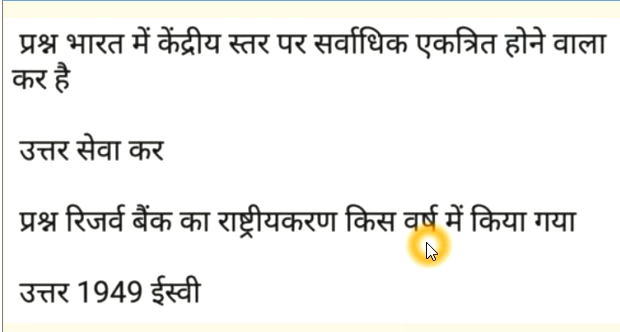 प्रश्न भारत में केंद्रीय स्तर पर सर्वाधिक एकत्रित होने वाला
कर है
उत्तर सेवा कर
प्रश्न रिजर्व बैंक का राष्ट्रीयकरण किस वर्ष में किया गया
उत्तर 1949 ईस्वी